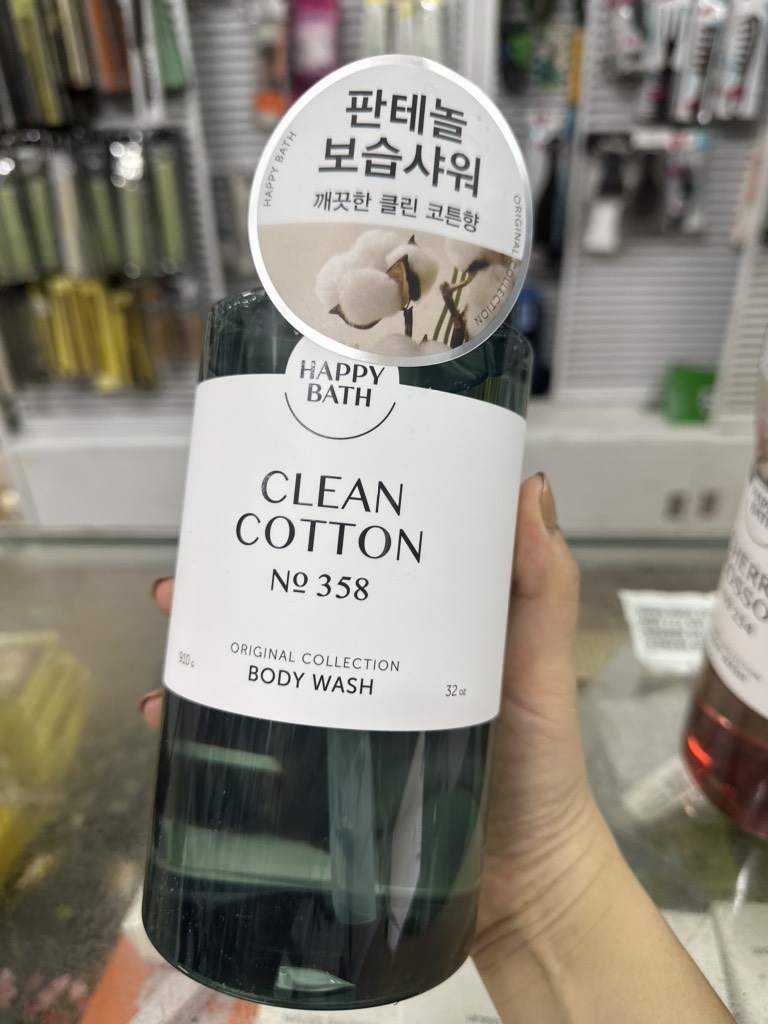 판테놀
보습샤워
깨끗한 클린 코튼향
HAPPY BATH
ORIGINAL COLLECTION
HAPPY
BATH
CLEAN
COTTON
Nº 358
ORIGINAL COLLECTION
BODY WASH
910 g
32 oz